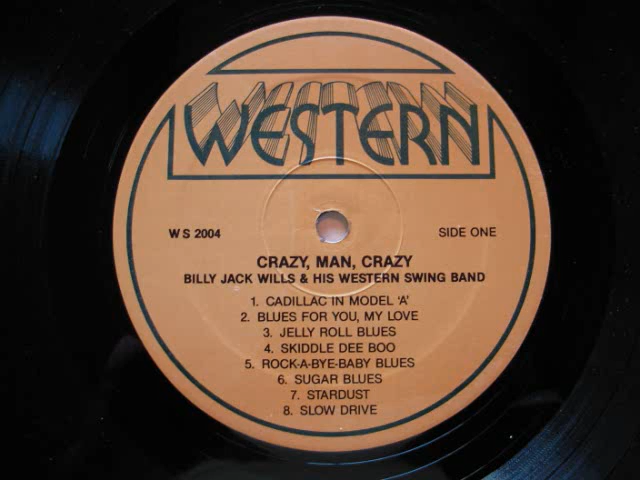 WESTERN
WS 2004
SIDE ONE
CRAZY, MAN, CRAZY
BILLY JACK WILLS & HIS WESTERN SWING BAND
1. CADILLAC IN MODEL 'A'
2. BLUES FOR YOU, MY LOVE
3. JELLY ROLL BLUES
4. SKIDDLE DEE BOO
5. ROCK-A-BYE-BABY BLUES
6. SUGAR BLUES
7. STARDUST
8. SLOW DRIVE